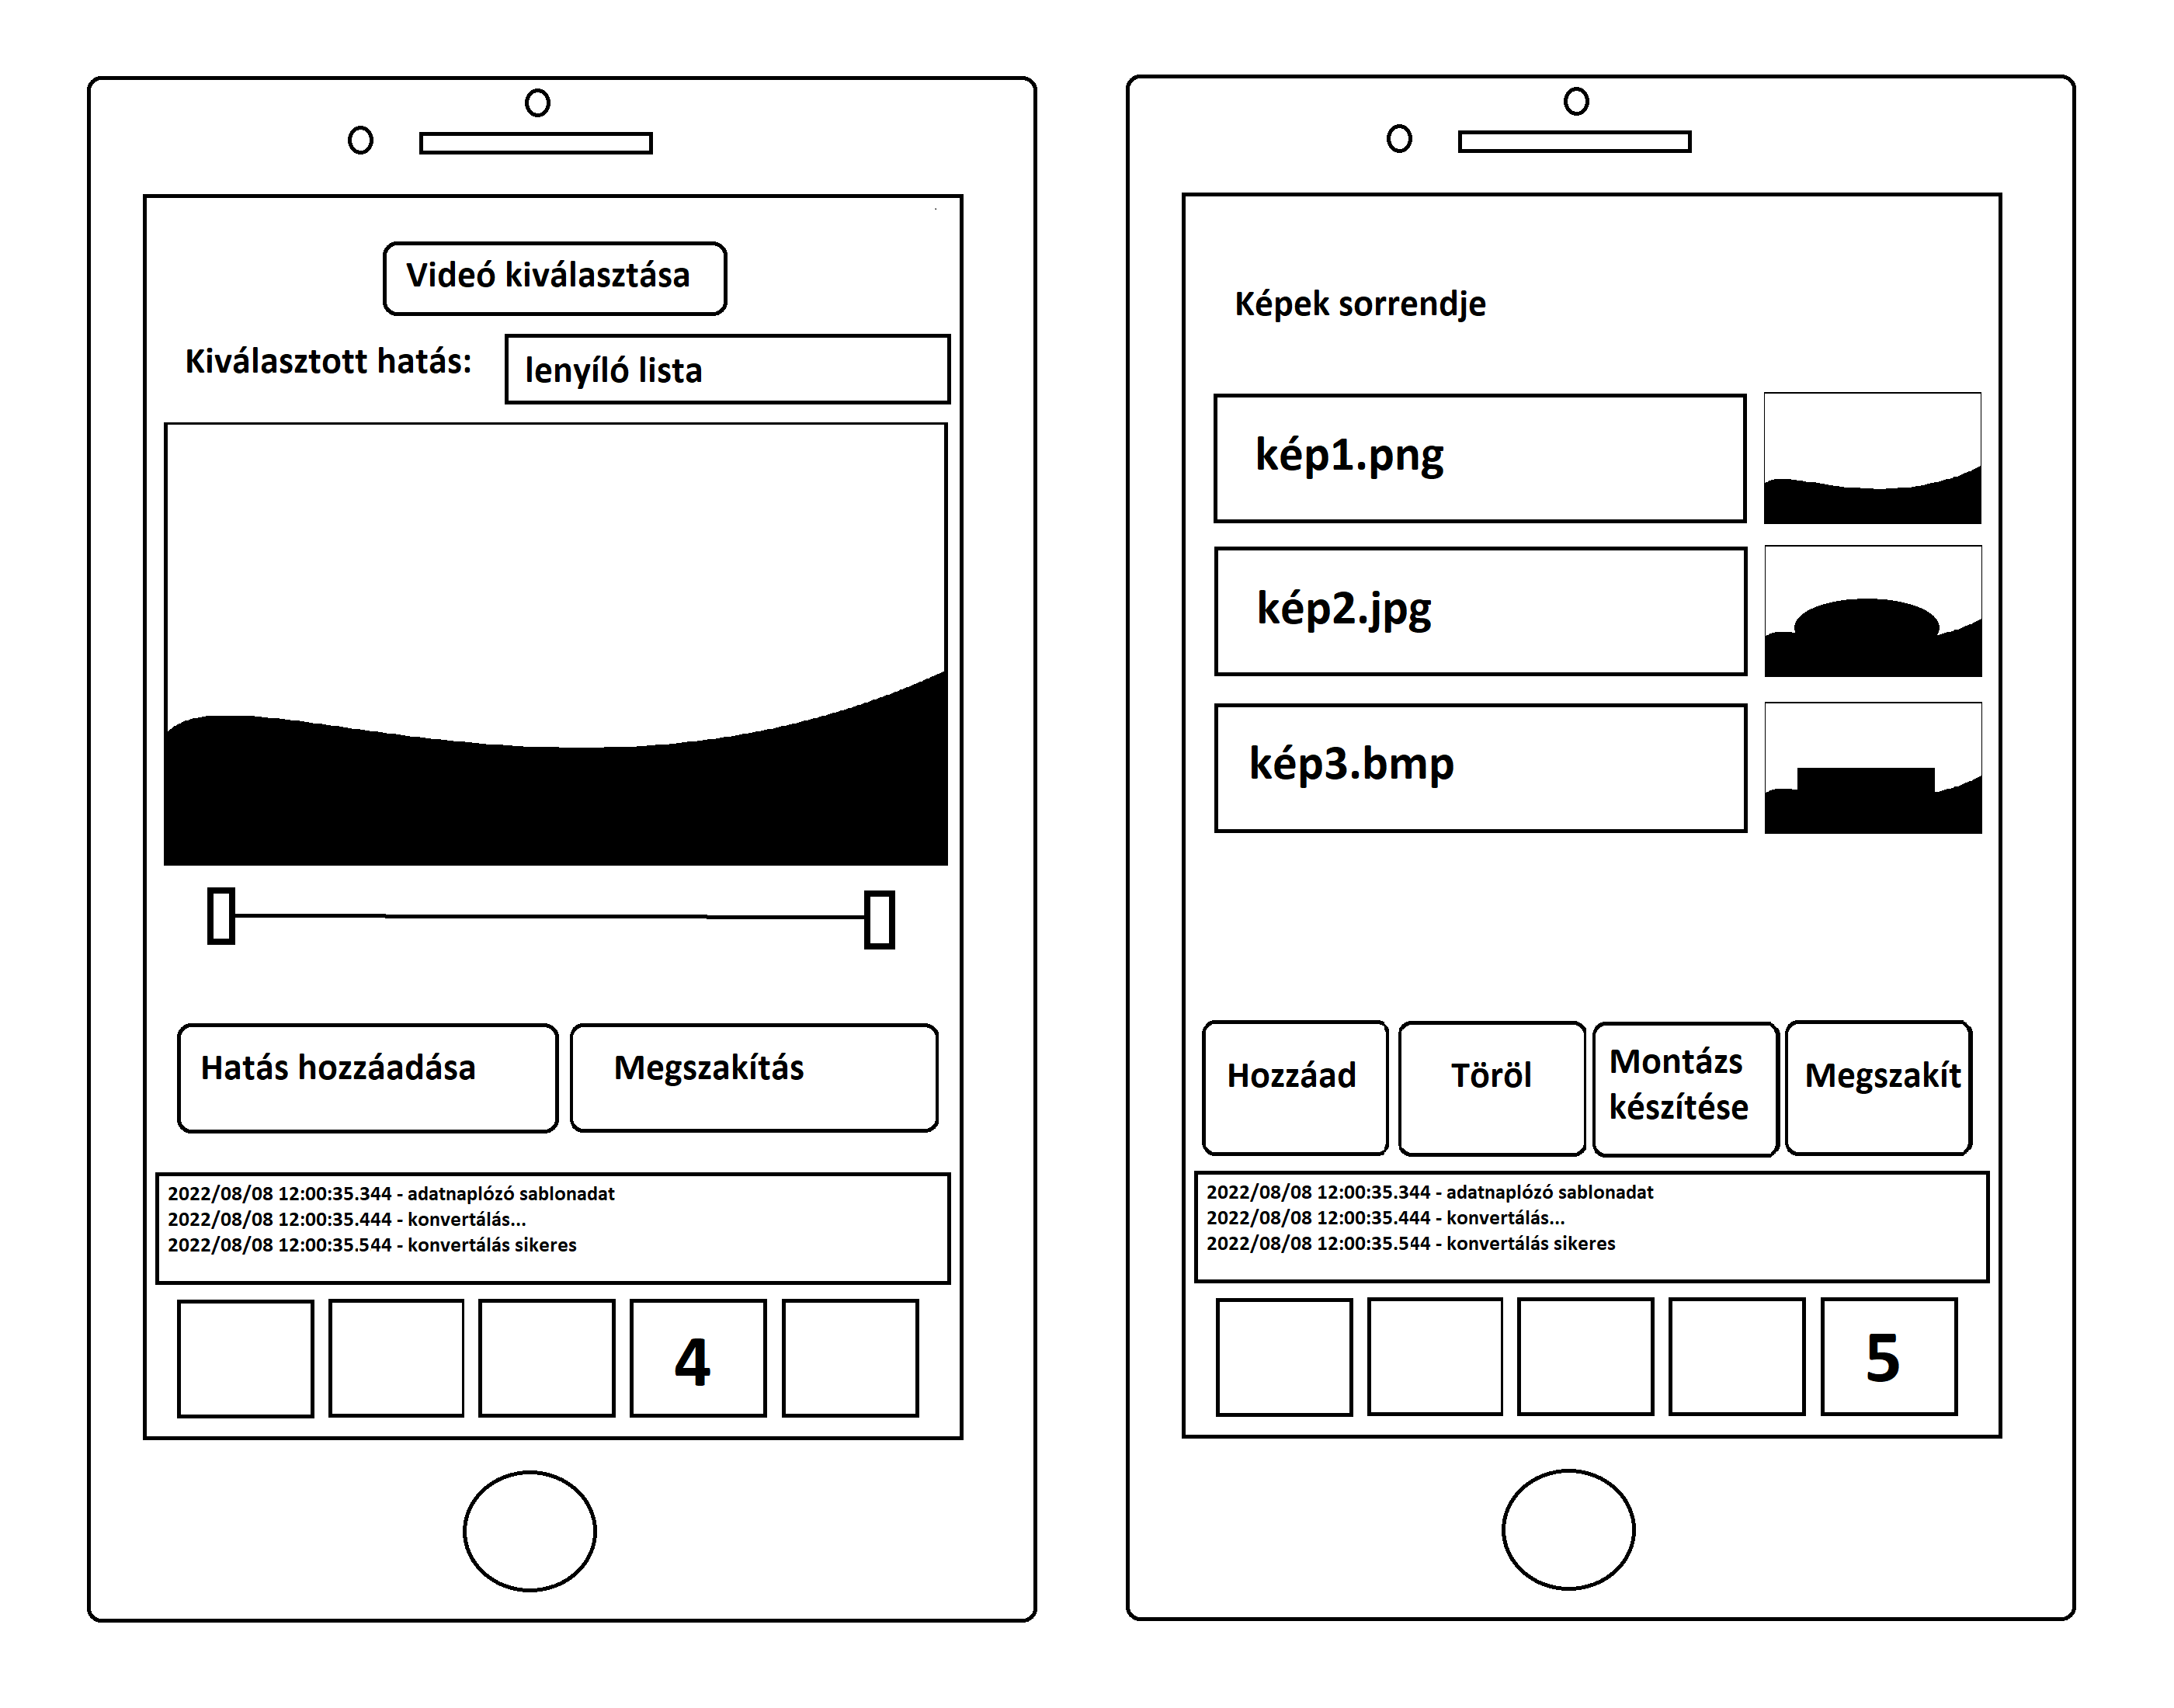 Videó kiválasztása
Kiválasztott hatás:
lenyíló lista
Hatás hozzáadása
Megszakítás
2022/08/08 12:00:35.344 - adatnaplózó sablonadat
2022/08/08 12:00:35.444 - konvertálás...
2022/08/08 12:00:35.544 - konvertálás sikeres
4
Képek sorrendje
kép1.png
kép2.jpg
kép3.bmp
Hozzáad
Töröl
Montázs
készítése
Megszakít
2022/08/08 12:00:35.344 - adatnaplózó sablonadat
2022/08/08 12:00:35.444 - konvertálás...
2022/08/08 12:00:35.544 - konvertálás sikeres
5